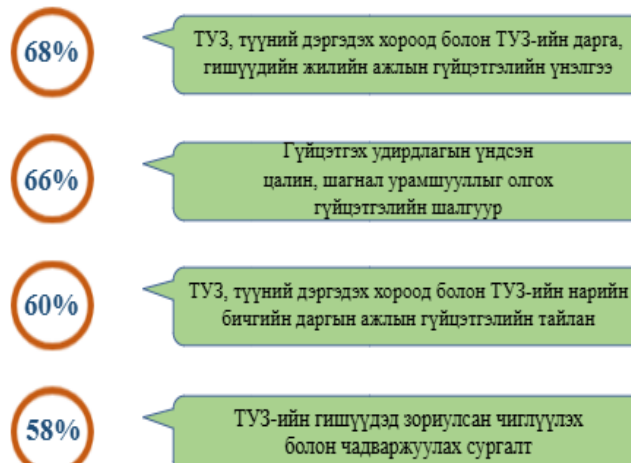 68%
ТУЗ, түүний дэргэдэх хороод болон ТУЗ-ийн дарга,
гишүүдийн жилийн ажлын гүйцэтгэлийн үнэлгээ
66%
Гүйцэтгэх удирдлагын үндсэн
цалин, шагнал урамшууллыг олгох
гүйцэтгэлийн шалгуур
60%
ТУЗ, түүний дэргэдэх хороод болон ТУЗ-ийн нарийн
бичгийн даргын ажлын гүйцэтгэлийн тайлан
58%
ТУЗ-ийн гишүүдэд зориулсан чиглүүлэх
болон чадваржуулах сургалт